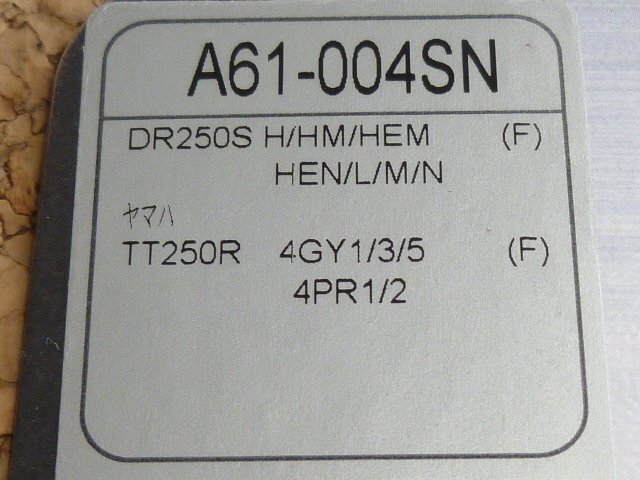 A61-004SN
DR250S H/HM/HEM (F)
HEN/L/M/N
ヤマハ
TT250R 4GY1/3/5 (F)
4PR1/2